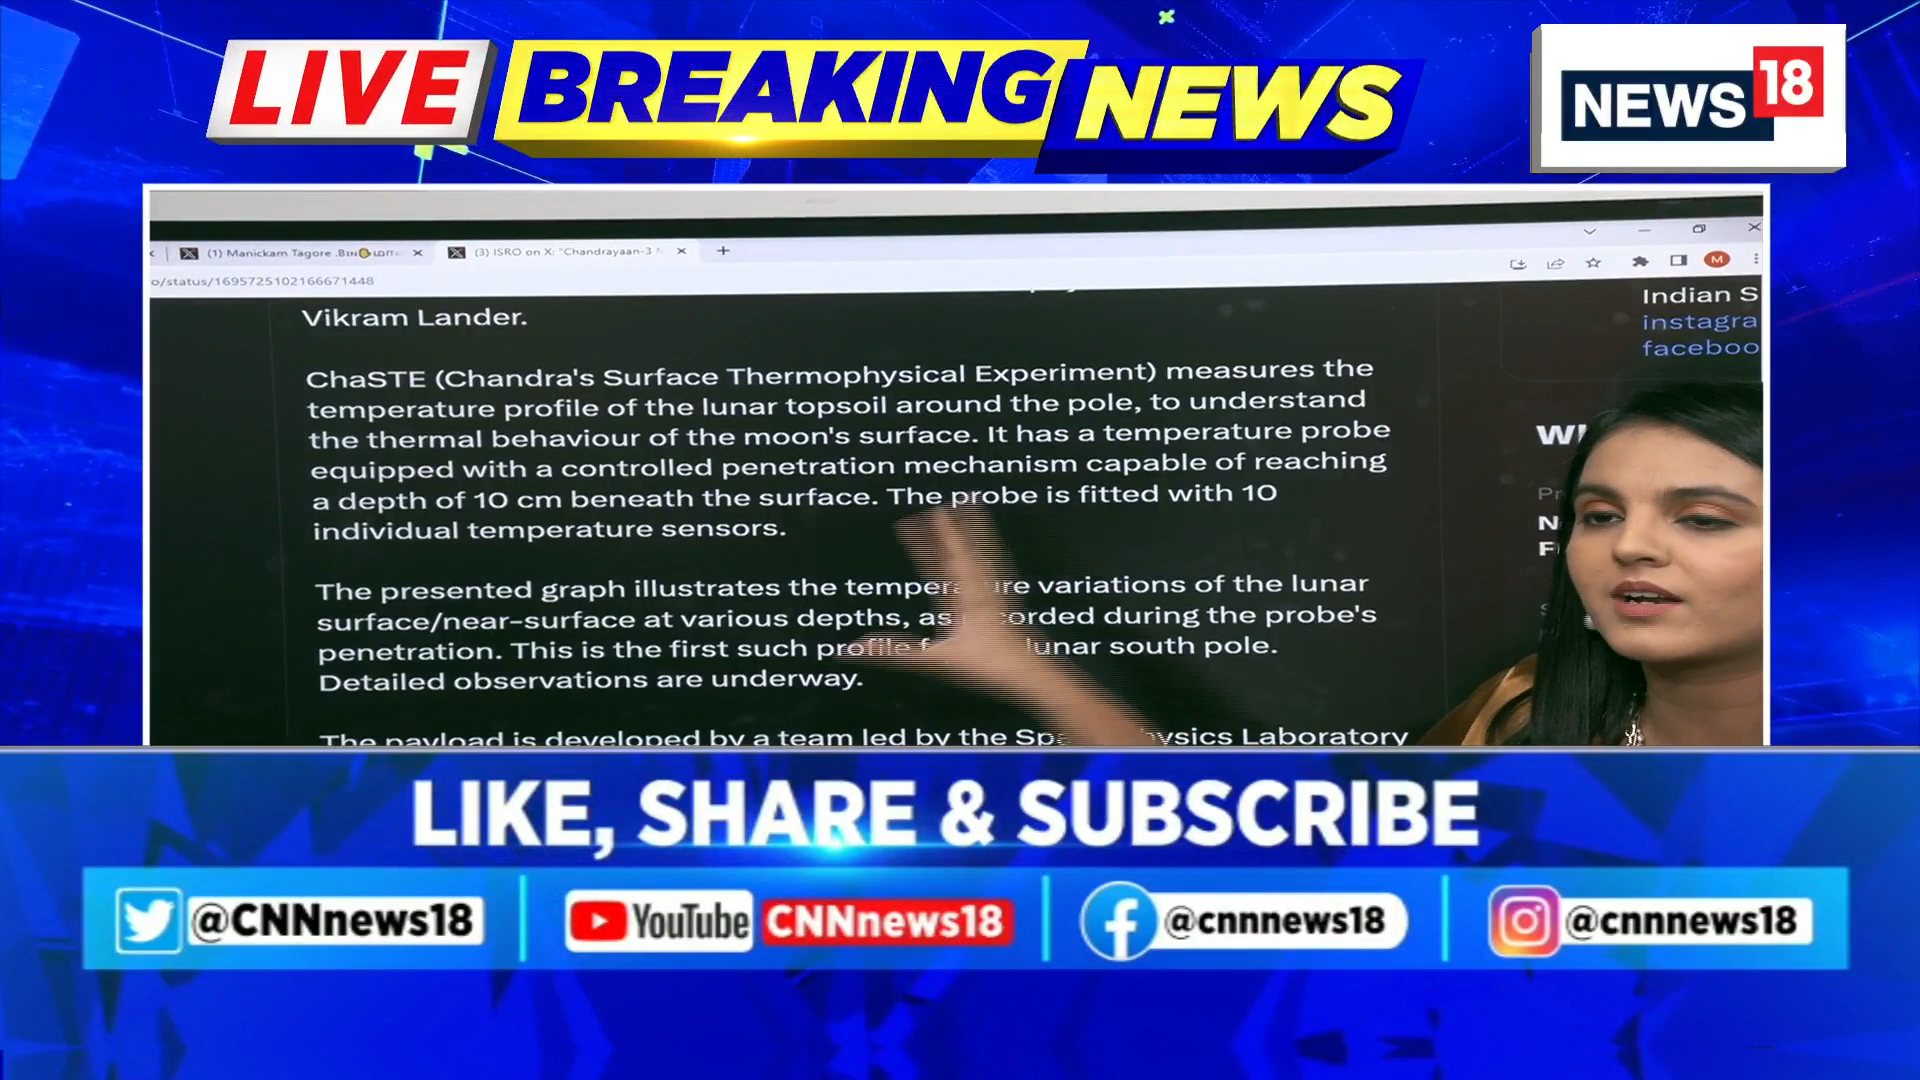 LIVE BREAKING NEWS
NEWS 18
(1) Manickam Tagore
(3) ISRO on X: "Chandrayaan-3
o/status/1695725102166671448
M
Vikram Lander.
ChaSTE (Chandra's Surface Thermophysical Experiment) measures the
temperature profile of the lunar topsoil around the pole, to understand
the thermal behaviour of the moon's surface. It has a temperature probe
equipped with a controlled penetration mechanism capable of reaching
a depth of 10 cm beneath the surface. The probe is fitted with 10
individual temperature sensors.
The presented graph illustrates the variations of the lunar
surface/near-surface at various depths, as during the probe's
penetration. This is the first such profile lunar south pole.
Detailed observations are underway.
The payload is developed by a team led by the Laboratory
Indian S
instagra
faceboo
LIKE, SHARE & SUBSCRIBE
@CNNnews18
YouTube CNNnews18
@cnnnews18
@cnnnews18